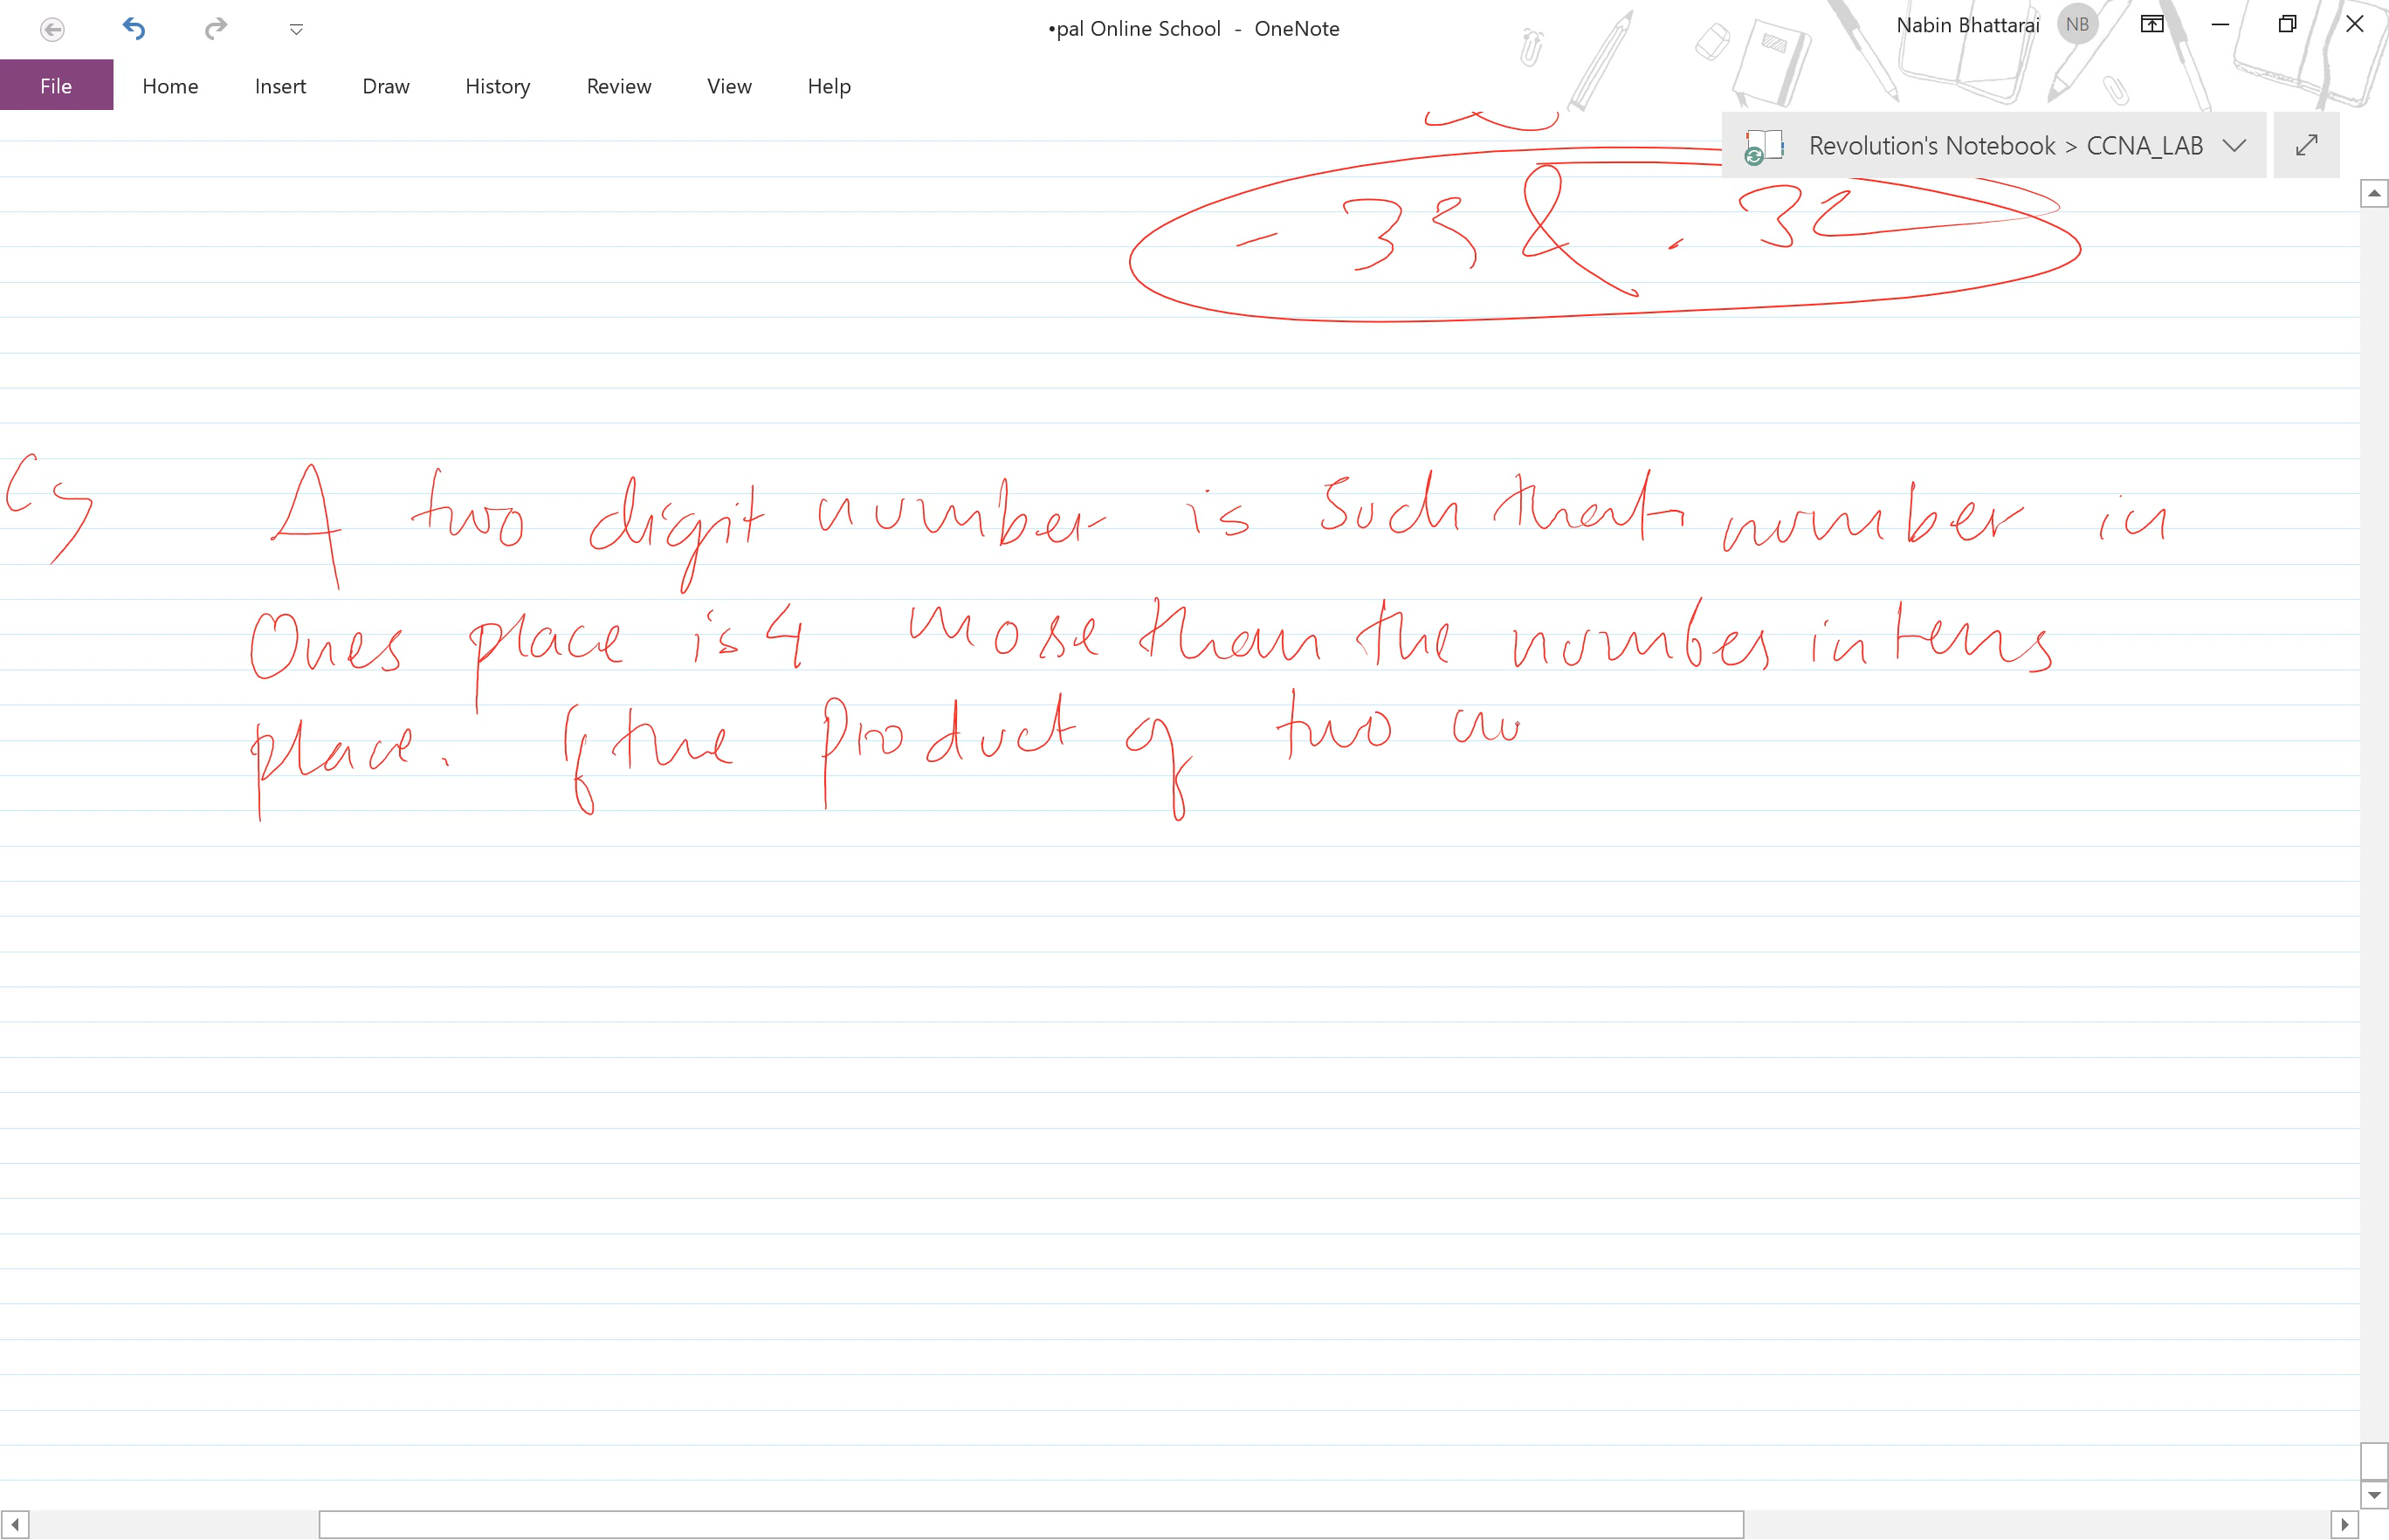 •pal Online School - OneNote
Nabin Bhattarai NB
File Home Insert Draw History Review View Help
Revolution's Notebook > CCNA_LAB
- 33 & - 32
A two digit number is such that number in
Ones place is 4 more than the number in tens
place. If the product of two